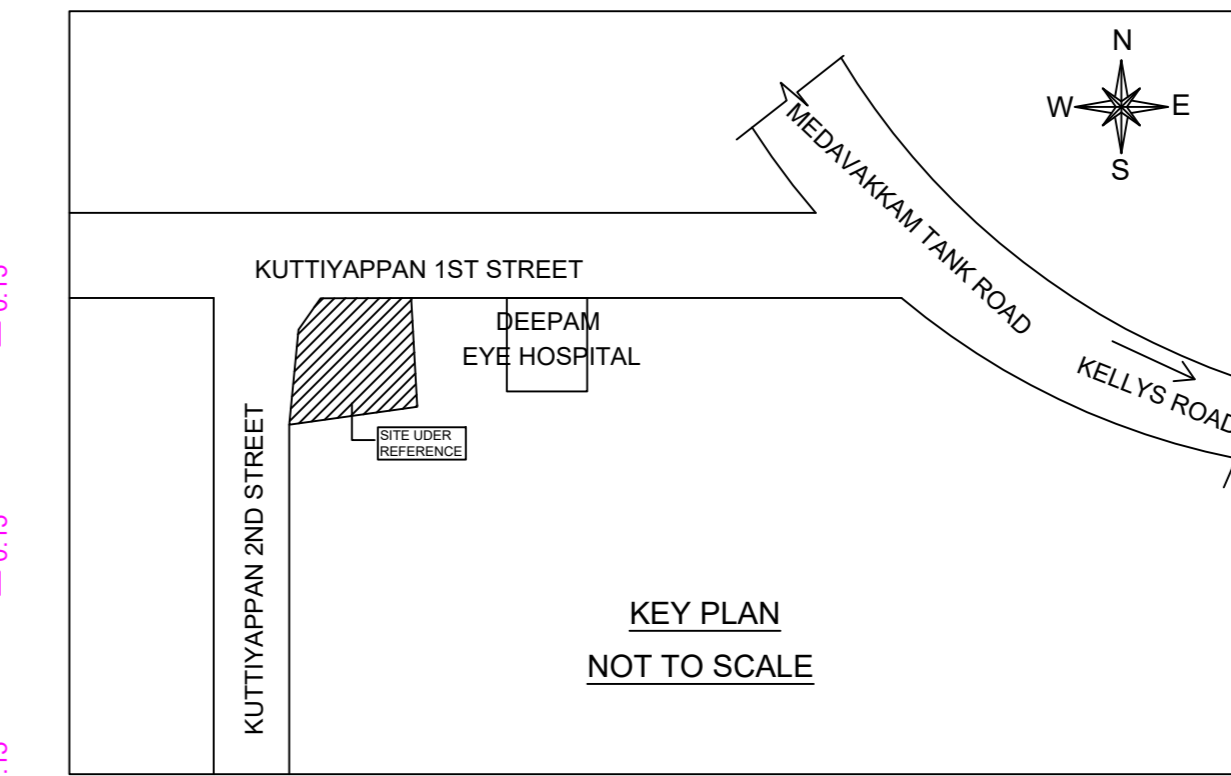 N
W E
S
MEDAVAKKAM TANK ROAD
KUTTIYAPPAN 1ST STREET
DEEPAM
EYE HOSPITAL
KELLYS ROAD
SITE UDER
REFERENCE
KUTTIYAPPAN 2ND STREET
KEY PLAN
NOT TO SCALE